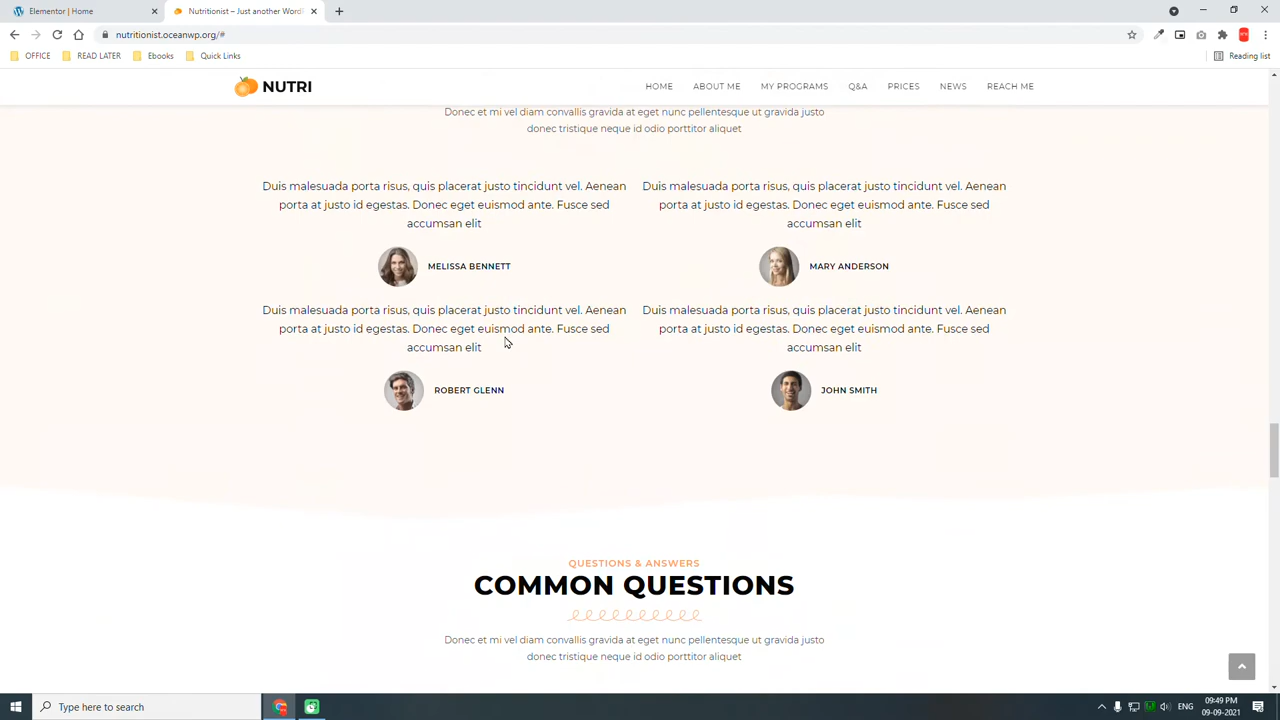 Elementor | Home
Nutritionist – Just another Word
nutritionist.oceanwp.org/#
OFFICE
READ LATER
Ebooks
Quick Links
Reading list
NUTRI
HOME
ABOUT ME
MY PROGRAMS
Q&A
PRICES
NEWS
REACH ME
Donec et mi vel diam convallis gravida at eget nunc pellentesque ut gravida justo
donec tristique neque id odio porttitor aliquet
Duis malesuada porta risus, quis placerat justo tincidunt vel. Aenean
porta at justo id egestas. Donec eget euismod ante. Fusce sed
accumsan elit
MELISSA BENNETT
Duis malesuada porta risus, quis placerat justo tincidunt vel. Aenean
porta at justo id egestas. Donec eget euismod ante. Fusce sed
accumsan elit
MARY ANDERSON
Duis malesuada porta risus, quis placerat justo tincidunt vel. Aenean
porta at justo id egestas. Donec eget euismod ante. Fusce sed
accumsan elit
ROBERT GLENN
Duis malesuada porta risus, quis placerat justo tincidunt vel. Aenean
porta at justo id egestas. Donec eget euismod ante. Fusce sed
accumsan elit
JOHN SMITH
QUESTIONS & ANSWERS
COMMON QUESTIONS
Donec et mi vel diam convallis gravida at eget nunc pellentesque ut gravida justo
donec tristique neque id odio porttitor aliquet
Type here to search
ENG
09:49 PM
09-09-2021